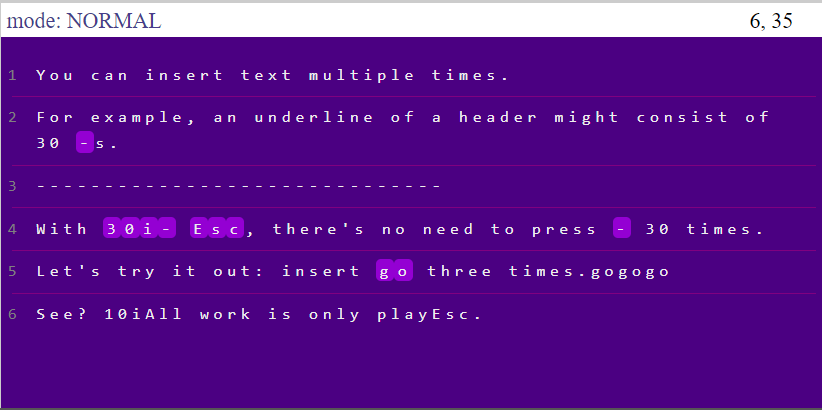 mode: NORMAL 6, 35
1 You can insert text multiple times.
2 For example, an underline of a header might consist of
30 -s.
3 ------------------------------
4 With 30i- Esc, there's no need to press - 30 times.
5 Let's try it out: insert go three times.gogogo
6 See? 10iAll work is only playEsc.